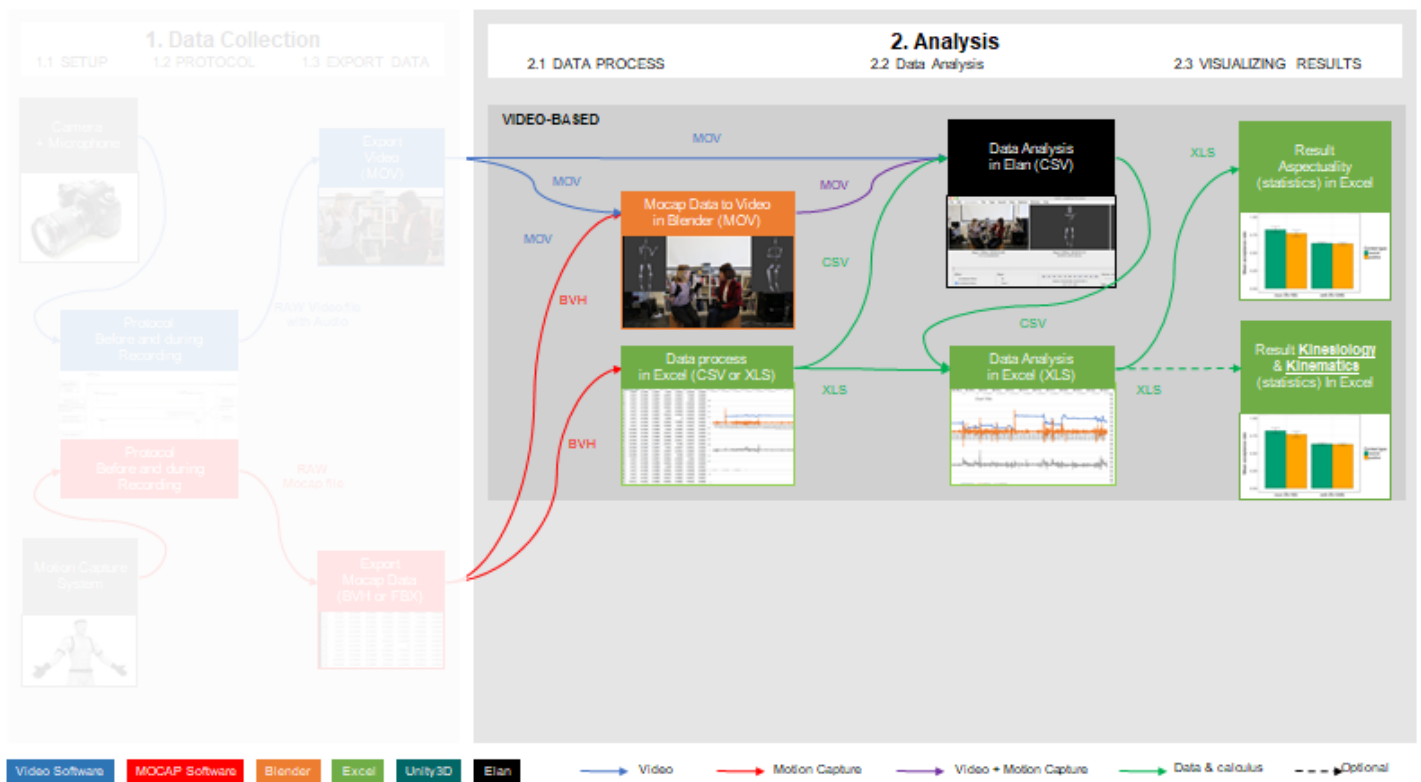 1. Data Collection
1.1 SETUP
1.2 PROTOCOL
1.3 EXPORT DATA
2. Analysis
2.1 DATA PROCESS
2.2 Data Analysis
2.3 VISUALIZING RESULTS
Camera
+ Microphone
Export
Video
(MOV)
RAW Video file
with Audio
Protocol
Before and during
Recording
Protocol
Before and during
Recording
RAW
Mocap file
Motion Capture
System
Export
Mocap Data
(BVH or FBX)
VIDEO-BASED
MOV
MOV
MOV
MOV
BVH
BVH
Mocap Data to Video
in Blender (MOV)
CSV
Data process
in Excel (CSV or XLS)
XLS
Data Analysis
in Elan (CSV)
CSV
Data Analysis
in Excel (XLS)
XLS
XLS
Result
Aspectuality
(statistics) in Excel
Result Kinesiology
& Kinematics
(statistics) In Excel
Video Software
MOCAP Software
Blender
Excel
Unity3D
Elan
Video
Motion Capture
Video + Motion Capture
Data & calculus
Optional